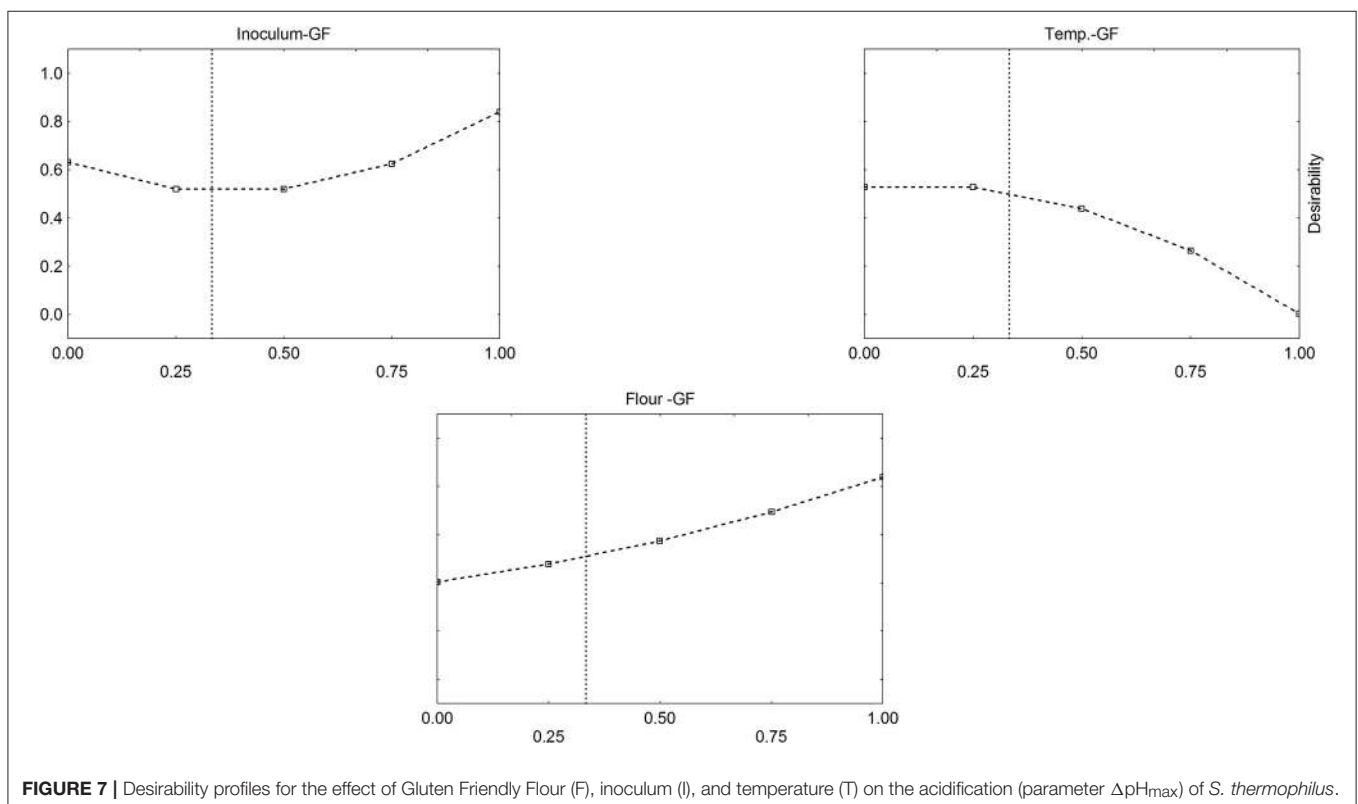 Inoculum-GF
Temp.-GF
1.0
0.8
0.6
0.4
0.2
0.0
Desirability
0.00 0.50 1.00
0.25 0.75
0.00 0.50 1.00
0.25 0.75
Flour -GF
0.00 0.50 1.00
0.25 0.75
FIGURE 7 | Desirability profiles for the effect of Gluten Friendly Flour (F), inoculum (I), and temperature (T) on the acidification (parameter ΔpHmax) of S. thermophilus.